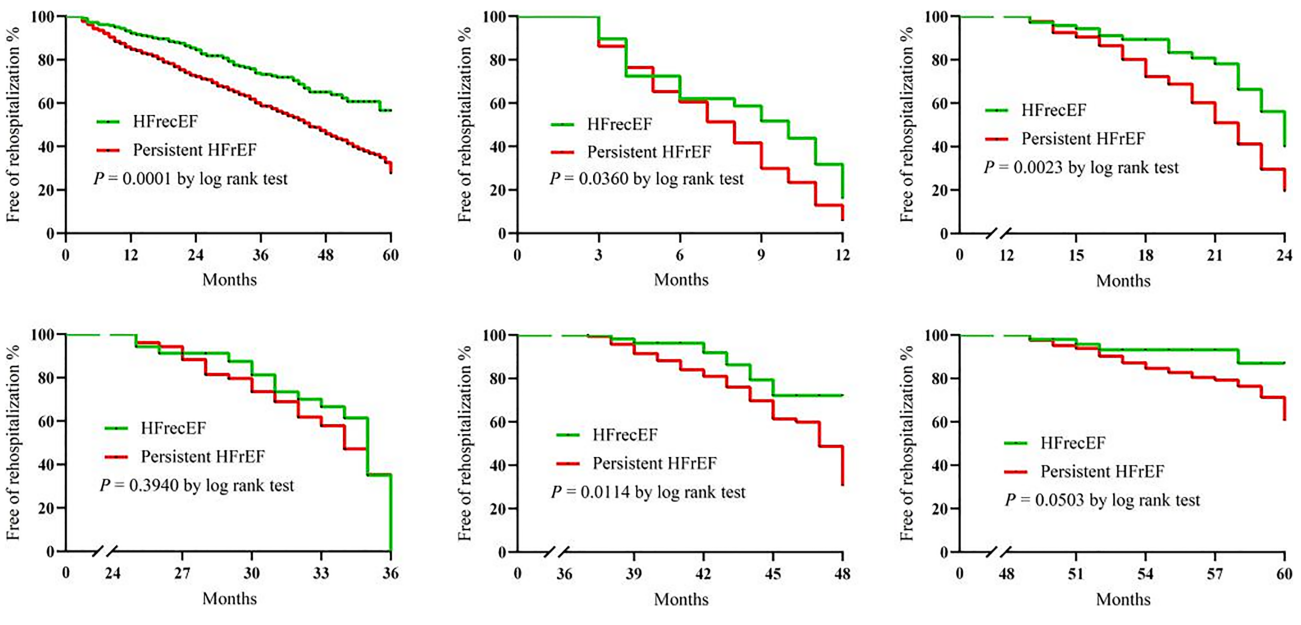 Free of rehospitalization %
100
80
60
40
20
0
HFrecEF
Persistent HFrEF
P = 0.0001 by log rank test
0 12 24 36 48 60
Months
Free of rehospitalization %
100
80
60
40
20
0
HFrecEF
Persistent HFrEF
P = 0.0360 by log rank test
0 3 6 9 12
Months
Free of rehospitalization %
100
80
60
40
20
0
HFrecEF
Persistent HFrEF
P = 0.0023 by log rank test
0 12 15 18 21 24
Months
Free of rehospitalization %
100
80
60
40
20
0
HFrecEF
Persistent HFrEF
P = 0.3940 by log rank test
0 24 27 30 33 36
Months
Free of rehospitalization %
100
80
60
40
20
0
HFrecEF
Persistent HFrEF
P = 0.0114 by log rank test
0 36 39 42 45 48
Months
Free of rehospitalization %
100
80
60
40
20
0
HFrecEF
Persistent HFrEF
P = 0.0503 by log rank test
0 48 51 54 57 60
Months